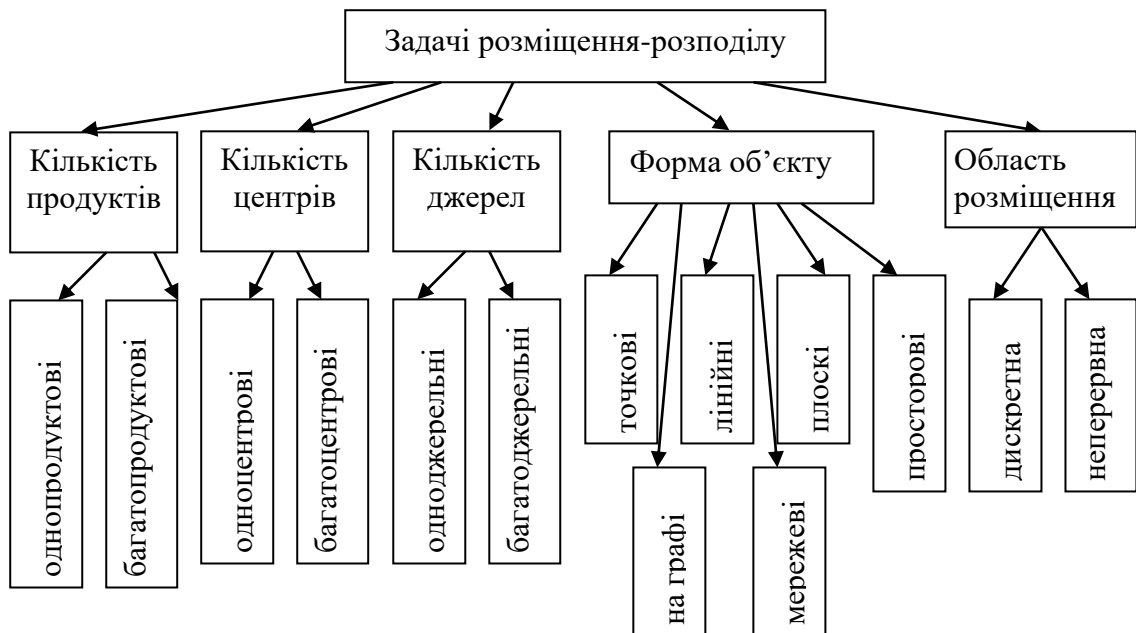 Задачі розміщення-розподілу
Кількість
продуктів
Кількість
центрів
Кількість
джерел
Форма об’єкту
Область
розміщення
однопродуктові
багатопродуктові
одноцентрові
багатоцентрові
одноджерельні
багатоджерельні
точкові
лінійні
плоскі
просторові
дискретна
неперервна
на графі
мережеві